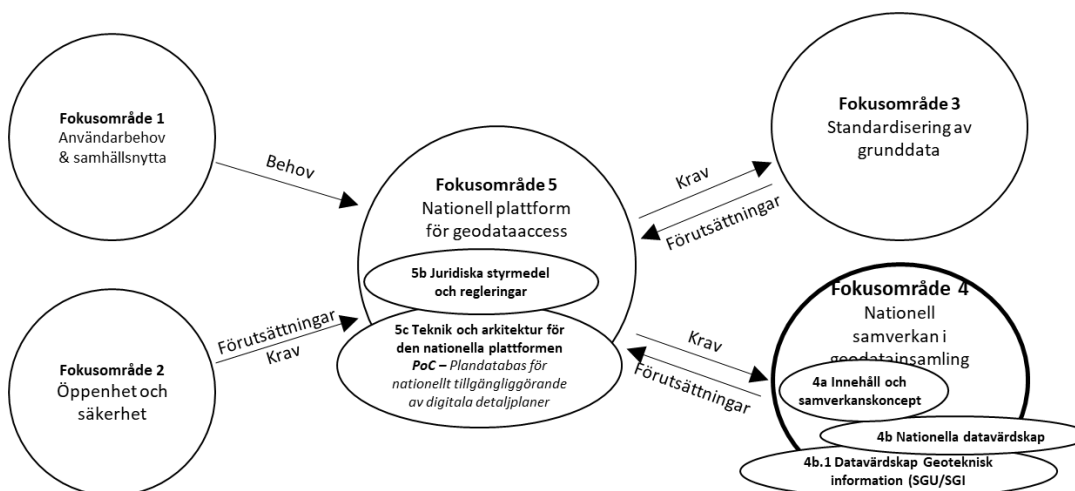 Fokusområde 1
Användarbehov
& samhällsnytta
Behov
Fokusområde 2
Öppenhet och
säkerhet
Förutsättningar
Krav
Fokusområde 5
Nationell plattform
för geodataaccess
5b Juridiska styrmedel
och regleringar
5c Teknik och arkitektur för
den nationella plattformen
PoC – Plandatabas för
nationellt tillgängliggörande
av digitala detaljplaner
Krav
Förutsättningar
Fokusområde 3
Standardisering av
grunddata
Krav
Förutsättningar
Fokusområde 4
Nationell
samverkan i
geodatainsamling
4a Innehåll och
samverkanskoncept
4b Nationella datavärdskap
4b.1 Datavärdskap Geoteknisk
information (SGU/SGI